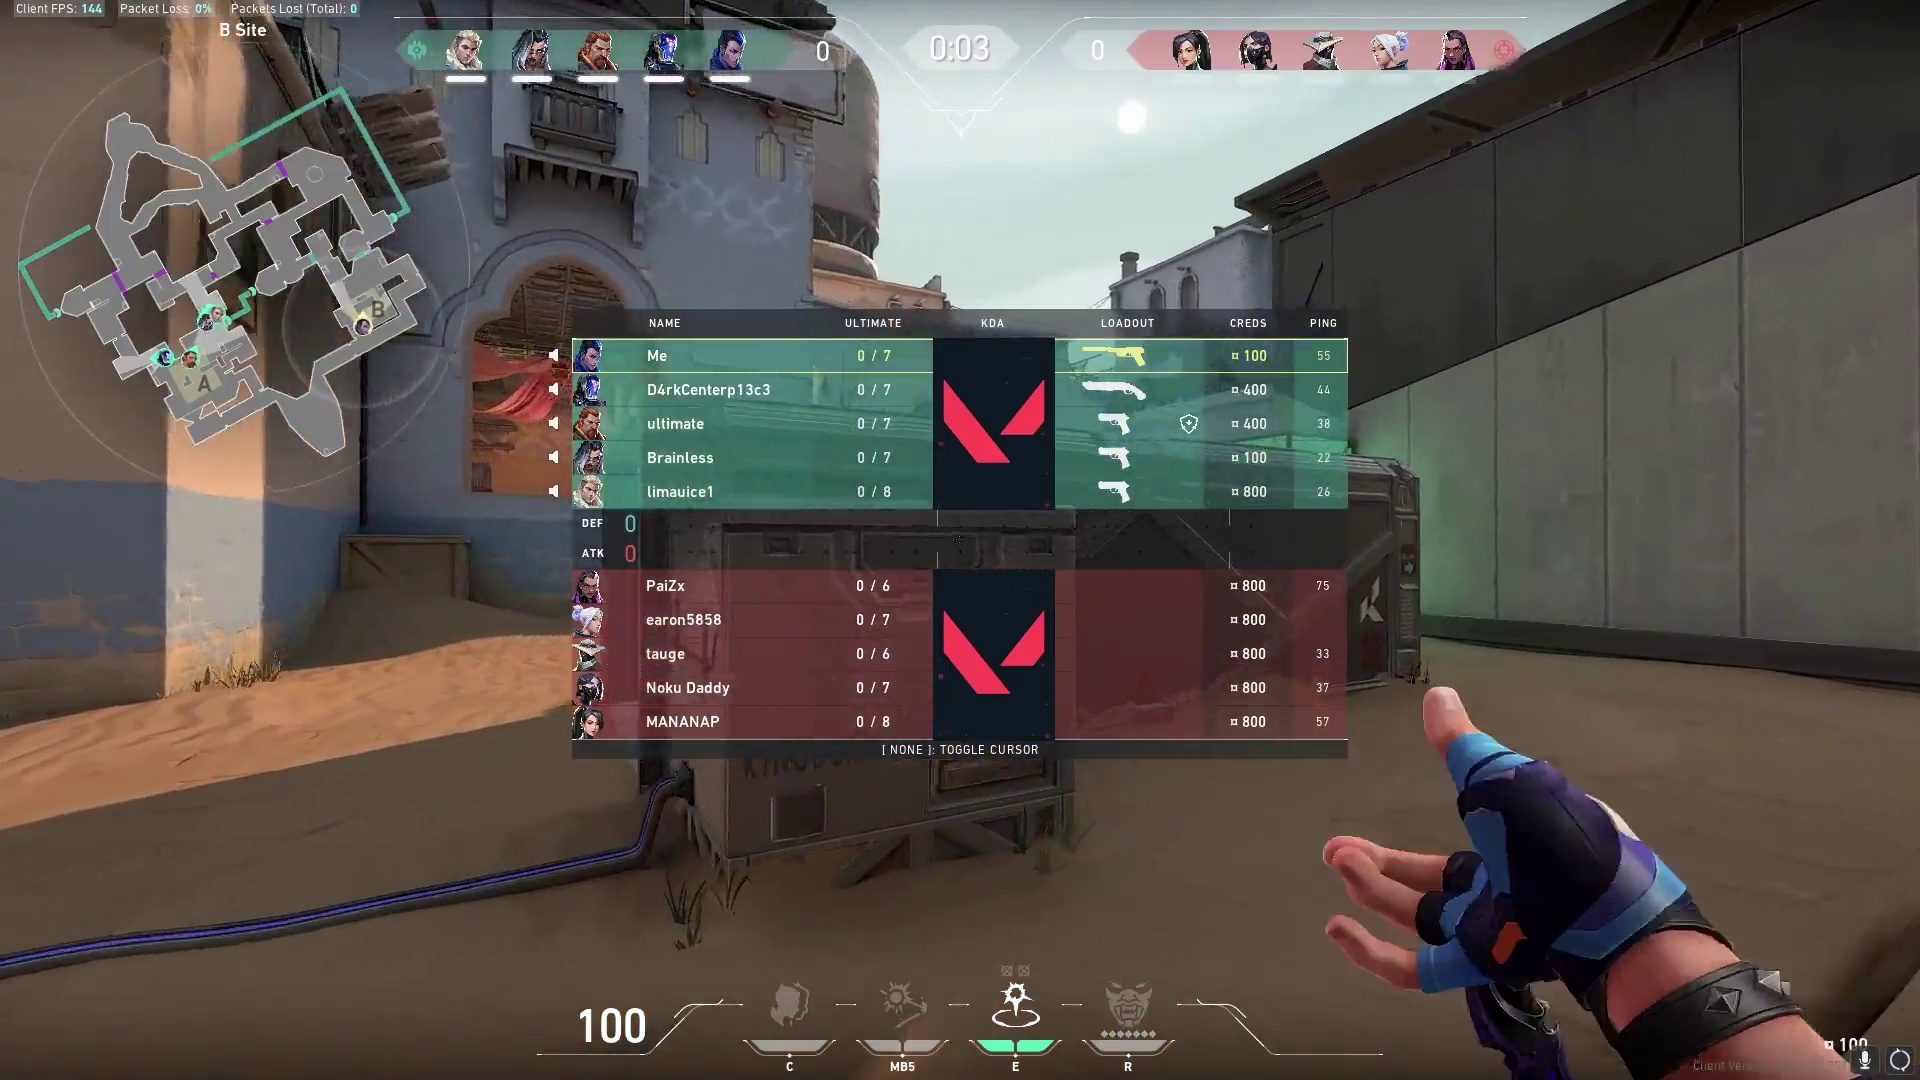 Client FPS: 144 Packet Loss: 0% Packets Lost (Total): 0
B Site
0 0:03 0
B
A
NAME ULTIMATE KDA LOADOUT CREDS PING
Me 0 / 7 ¤ 100 55
D4rkCenterp13c3 0 / 7 ¤ 400 44
ultimate 0 / 7 ¤ 400 38
Brainless 0 / 7 ¤ 100 22
limauice1 0 / 8 ¤ 800 26
DEF 0
ATK 0
PaiZx 0 / 6 ¤ 800 75
earon5858 0 / 7 ¤ 800
tauge 0 / 6 ¤ 800 33
Noku Daddy 0 / 7 ¤ 800 37
MANANAP 0 / 8 ¤ 800 57
[ NONE ]: TOGGLE CURSOR
100
¤ 100
C MB5 E R
Client